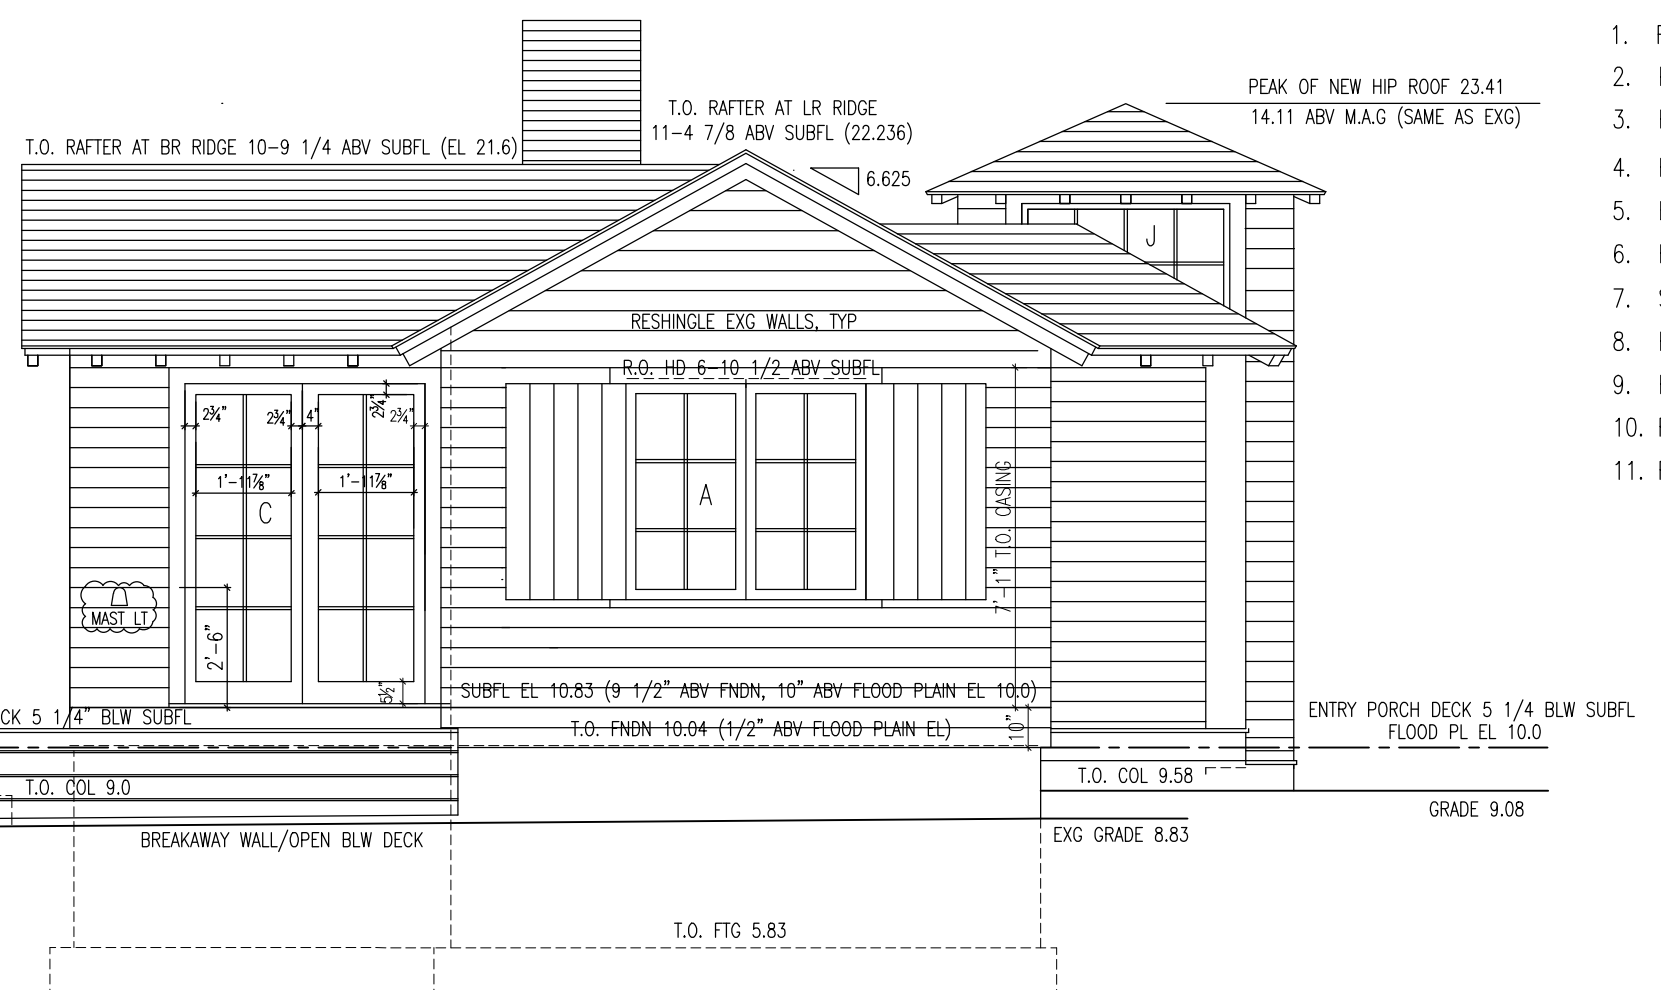 T.O. RAFTER AT BR RIDGE 10-9 1/4 ABV SUBFL (EL 21.6)
T.O. RAFTER AT LR RIDGE
11-4 7/8 ABV SUBFL (22.236)
6.625
PEAK OF NEW HIP ROOF 23.41
14.11 ABV M.A.G (SAME AS EXG)
1.
2.
3.
4.
5.
6.
7.
8.
9.
10.
11.
J
RESHINGLE EXG WALLS, TYP
R.O. HD 6-10 1/2 ABV SUBFL
2¾"
2¾"
4"
2¾"
2¾"
1'-11⅞"
1'-11⅞"
C
A
7'-1" T.O. CASING
MAST LT
2'-6"
5½"
SUBFL EL 10.83 (9 1/2" ABV FNDN, 10" ABV FLOOD PLAIN EL 10.0)
CK 5 1/4" BLW SUBFL
T.O. FNDN 10.04 (1/2" ABV FLOOD PLAIN EL)
10"
ENTRY PORCH DECK 5 1/4 BLW SUBFL
FLOOD PL EL 10.0
T.O. COL 9.0
T.O. COL 9.58
GRADE 9.08
BREAKAWAY WALL/OPEN BLW DECK
EXG GRADE 8.83
T.O. FTG 5.83